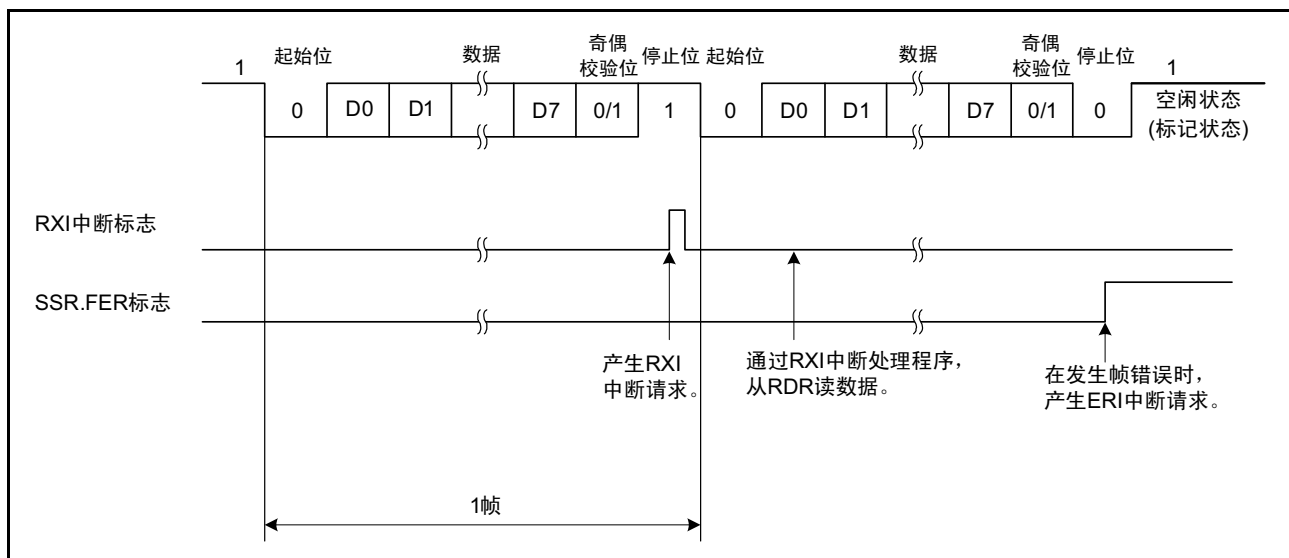 起始位 数据 奇偶校验位 停止位 起始位 数据 奇偶校验位 停止位
1 1
0 D0 D1 D7 0/1 1 0 D0 D1 D7 0/1 0 空闲状态
(标记状态)
RXI中断标志
SSR.FER标志
产生RXI
中断请求。
通过RXI中断处理程序，
从RDR读数据。
在发生帧错误时，
产生ERI中断请求。
1帧